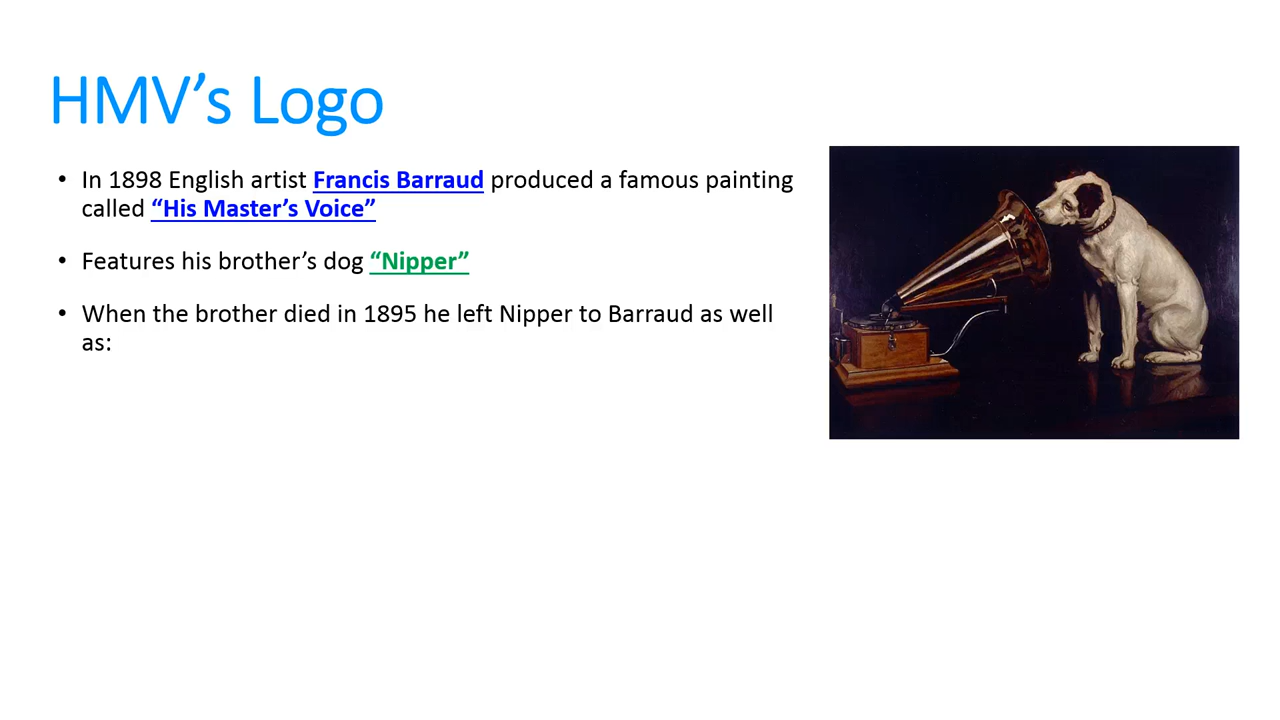 HMV’s Logo
• In 1898 English artist Francis Barraud produced a famous painting
called “His Master’s Voice”
• Features his brother’s dog “Nipper”
• When the brother died in 1895 he left Nipper to Barraud as well
as: